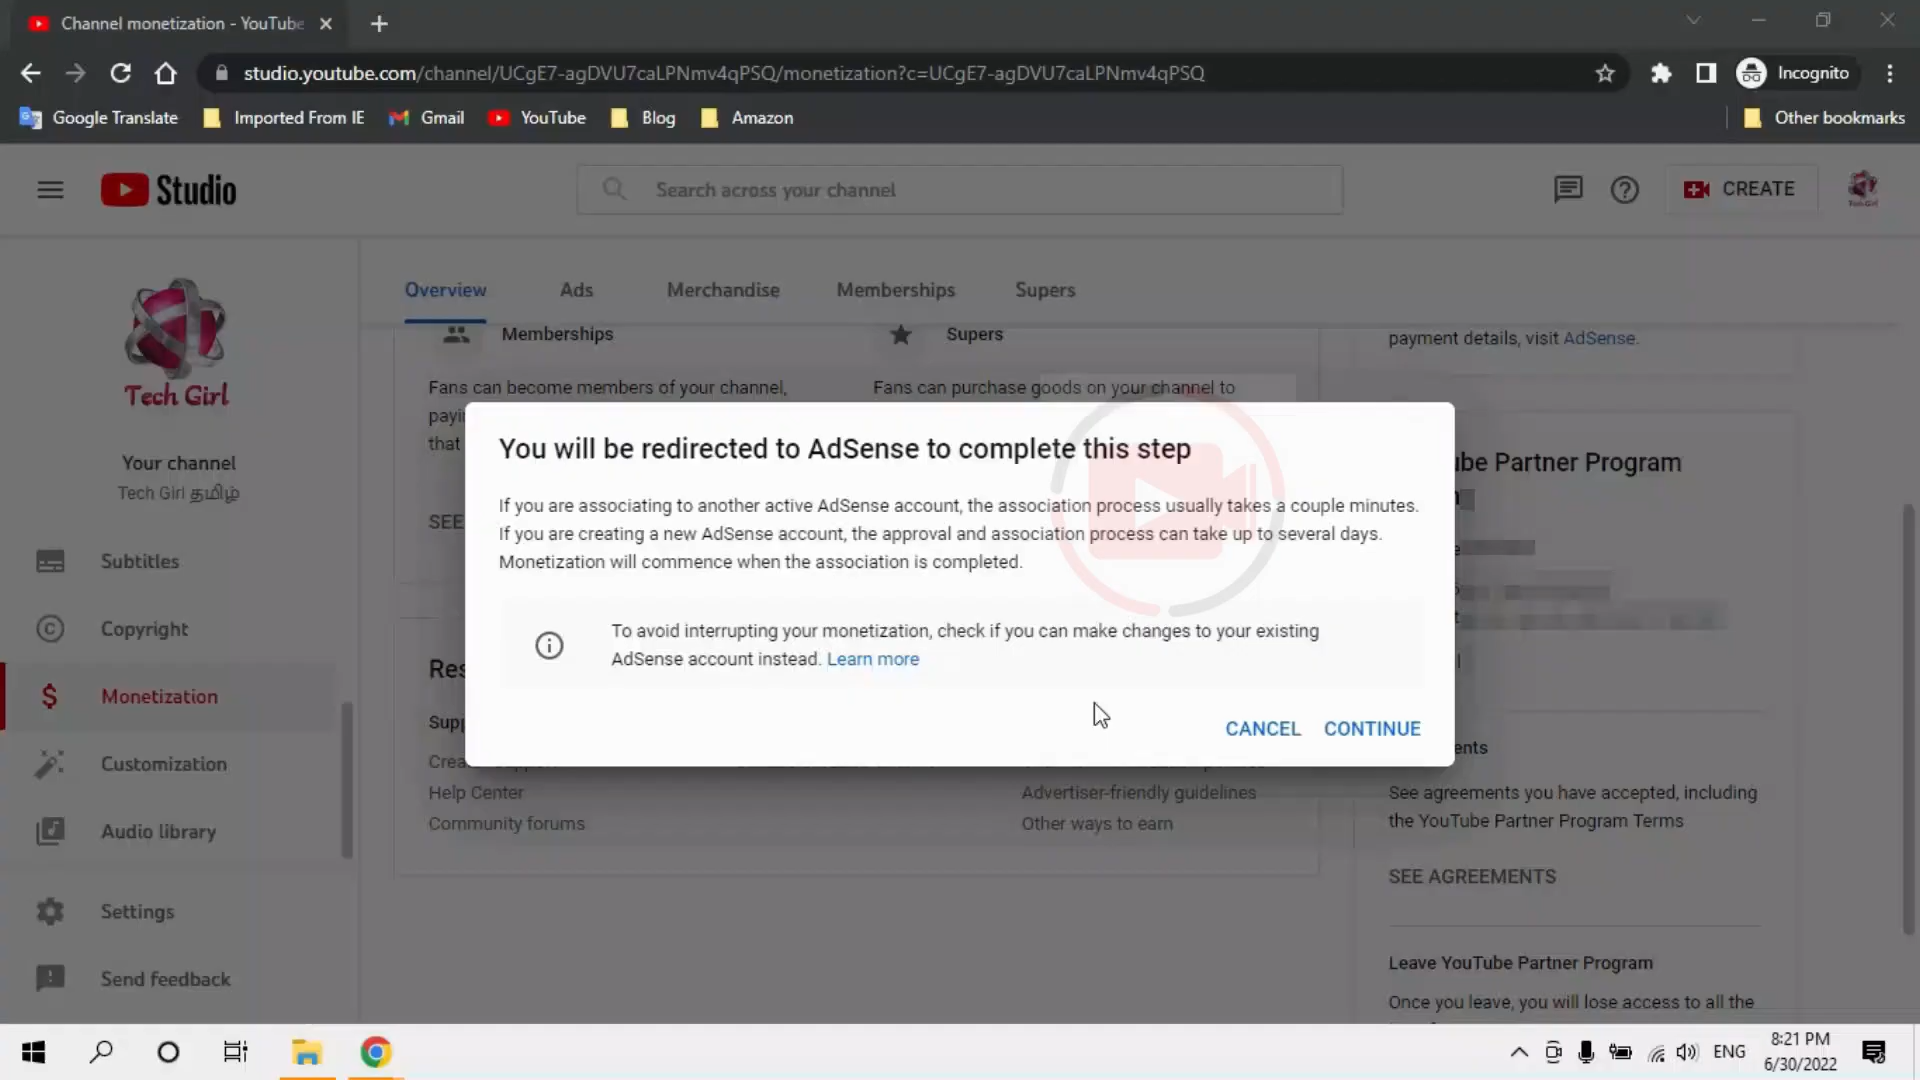 Channel monetization - YouTube
studio.youtube.com/channel/UCgE7-agDVU7caLPNmv4qPSQ/monetization?c=UCgE7-agDVU7caLPNmv4qPSQ
Incognito
Google Translate
Imported From IE
Gmail
YouTube
Blog
Amazon
Other bookmarks
Studio
Search across your channel
CREATE
Tech Girl
Your channel
Tech Girl தமிழ்
Subtitles
Copyright
Monetization
Customization
Audio library
Settings
Send feedback
Overview
Ads
Merchandise
Memberships
Supers
Memberships
Supers
Fans can become members of your channel,
Fans can purchase goods on your channel to
payi
that
SEE
payment details, visit AdSense.
You will be redirected to AdSense to complete this step
If you are associating to another active AdSense account, the association process usually takes a couple minutes.
If you are creating a new AdSense account, the approval and association process can take up to several days.
Monetization will commence when the association is completed.
To avoid interrupting your monetization, check if you can make changes to your existing
AdSense account instead. Learn more
CANCEL
CONTINUE
be Partner Program
Res
Supp
Help Center
Community forums
Advertiser-friendly guidelines
Other ways to earn
ents
See agreements you have accepted, including
the YouTube Partner Program Terms
SEE AGREEMENTS
Leave YouTube Partner Program
Once you leave, you will lose access to all the
ENG
8:21 PM
6/30/2022